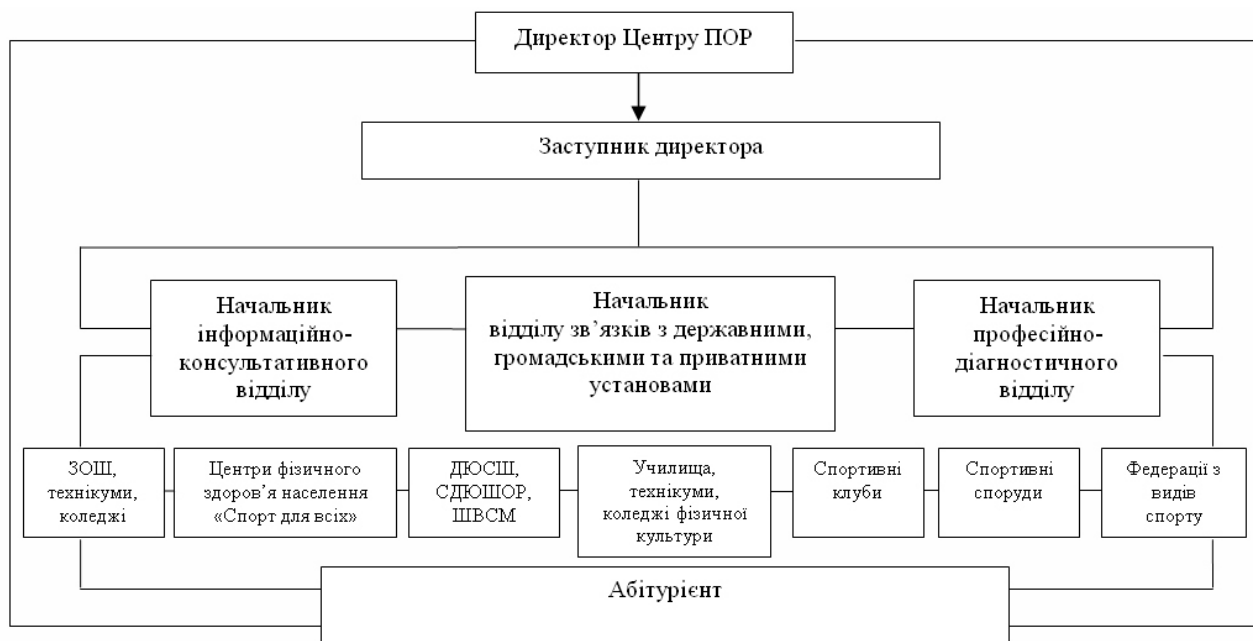 Директор Центру ПОР
Заступник директора
Начальник
інформаційно-
консультативного
відділу
Начальник
відділу зв’язків з державними,
громадськими та приватними
установами
Начальник
професійно-
діагностичного
відділу
ЗОШ,
технікуми,
коледжі
Центри фізичного
здоров’я населення
«Спорт для всіх»
ДЮСШ,
СДЮШОР,
ШВСМ
Училища,
технікуми,
коледжі фізичної
культури
Спортивні
клуби
Спортивні
споруди
Федерації з
видів
спорту
Абітурієнт